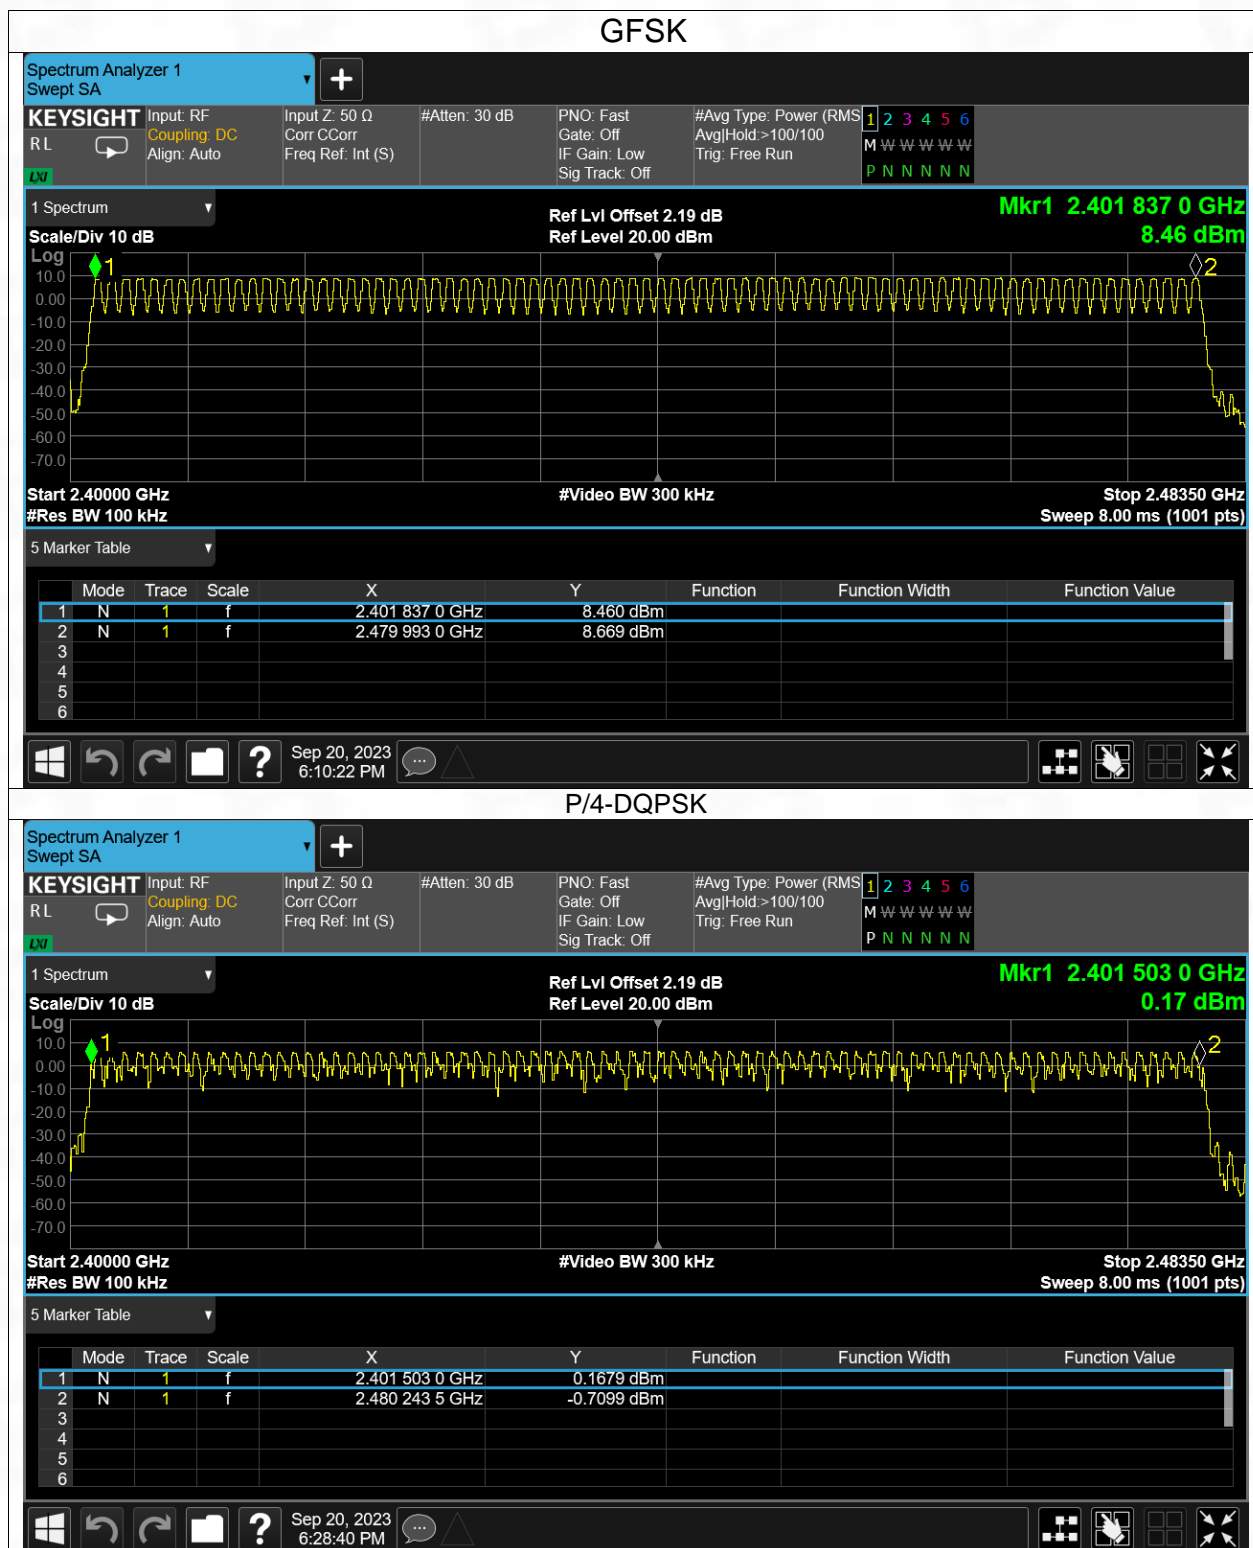 GFSK
Spectrum Analyzer 1
Swept SA
KEYSIGHT
RL
LXI
Input: RF
Coupling: DC
Align: Auto
Input Z: 50 Ω
Corr CCorr
Freq Ref: Int (S)
#Atten: 30 dB
PNO: Fast
Gate: Off
IF Gain: Low
Sig Track: Off
#Avg Type: Power (RMS
Avg|Hold:>100/100
Trig: Free Run
1 2 3 4 5 6
M W W W W W
P N N N N N
1 Spectrum
Scale/Div 10 dB
Ref Lvl Offset 2.19 dB
Ref Level 20.00 dBm
Mkr1 2.401 837 0 GHz
8.46 dBm
Log
1
2
10.0
0.00
-10.0
-20.0
-30.0
-40.0
-50.0
-60.0
-70.0
Start 2.40000 GHz
#Video BW 300 kHz
Stop 2.48350 GHz
#Res BW 100 kHz
Sweep 8.00 ms (1001 pts)
5 Marker Table
Mode Trace Scale X Y Function Function Width Function Value
1 N 1 f 2.401 837 0 GHz 8.460 dBm
2 N 1 f 2.479 993 0 GHz 8.669 dBm
3
4
5
6
?
Sep 20, 2023
6:10:22 PM
P/4-DQPSK
Spectrum Analyzer 1
Swept SA
KEYSIGHT
RL
LXI
Input: RF
Coupling: DC
Align: Auto
Input Z: 50 Ω
Corr CCorr
Freq Ref: Int (S)
#Atten: 30 dB
PNO: Fast
Gate: Off
IF Gain: Low
Sig Track: Off
#Avg Type: Power (RMS
Avg|Hold:>100/100
Trig: Free Run
1 2 3 4 5 6
M W W W W W
P N N N N N
1 Spectrum
Scale/Div 10 dB
Ref Lvl Offset 2.19 dB
Ref Level 20.00 dBm
Mkr1 2.401 503 0 GHz
0.17 dBm
Log
1
2
10.0
0.00
-10.0
-20.0
-30.0
-40.0
-50.0
-60.0
-70.0
Start 2.40000 GHz
#Video BW 300 kHz
Stop 2.48350 GHz
#Res BW 100 kHz
Sweep 8.00 ms (1001 pts)
5 Marker Table
Mode Trace Scale X Y Function Function Width Function Value
1 N 1 f 2.401 503 0 GHz 0.1679 dBm
2 N 1 f 2.480 243 5 GHz -0.7099 dBm
3
4
5
6
?
Sep 20, 2023
6:28:40 PM